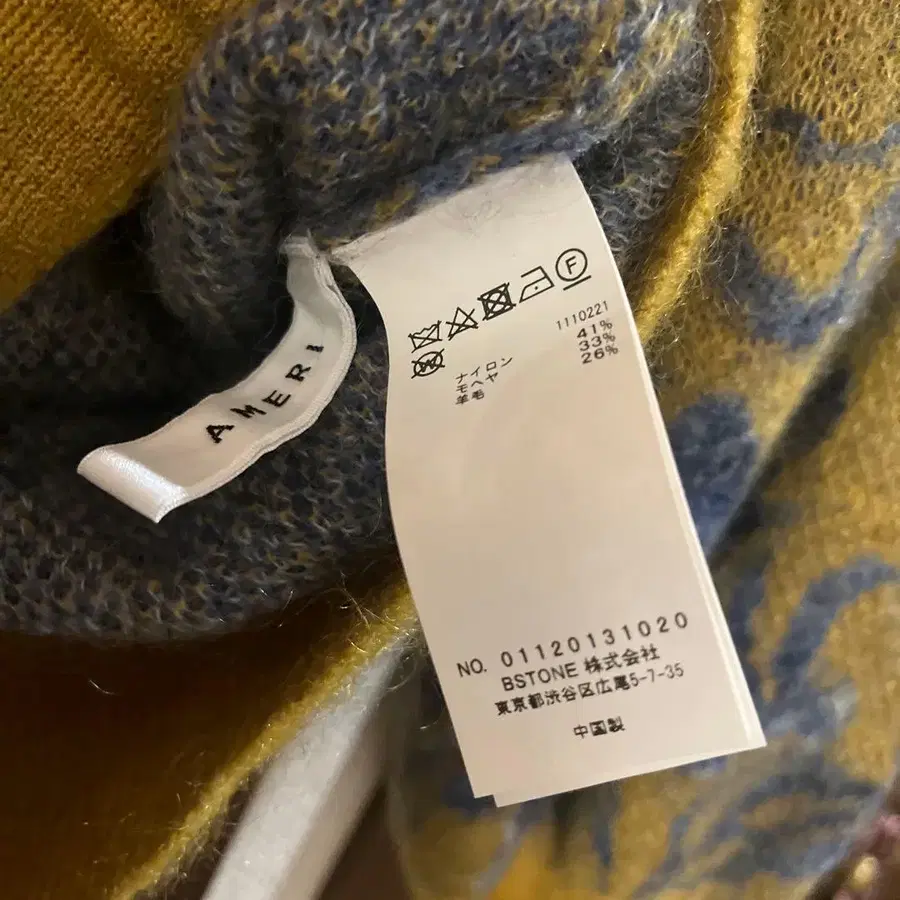 AMERI
F
W
1110221
ナイロン 41%
モヘヤ 33%
羊毛 26%
NO. 01120131020
BSTONE 株式会社
東京都渋谷区広尾5-7-35
中国製